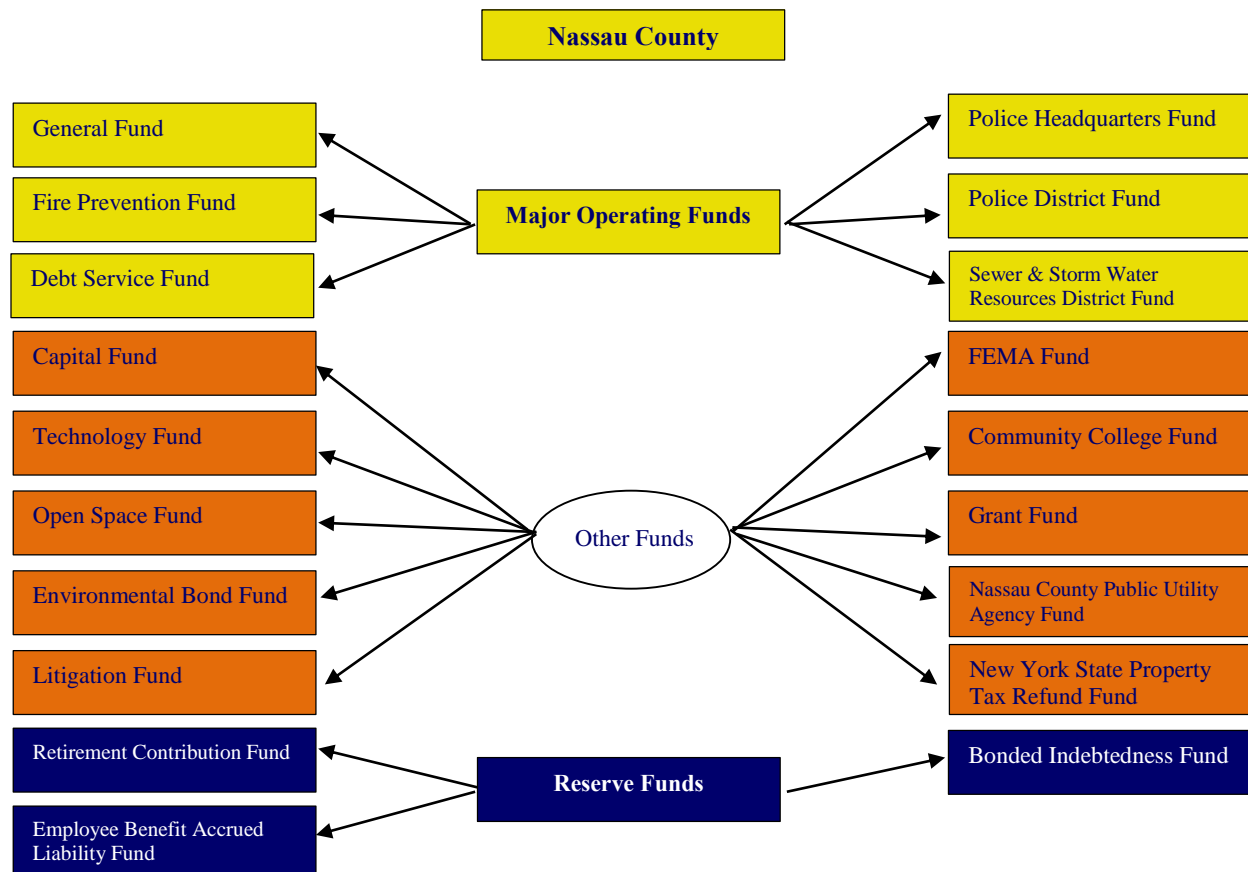 Nassau County
General Fund
Police Headquarters Fund
Fire Prevention Fund
Major Operating Funds
Police District Fund
Debt Service Fund
Sewer & Storm Water
Resources District Fund
Capital Fund
FEMA Fund
Technology Fund
Community College Fund
Open Space Fund
Other Funds
Grant Fund
Environmental Bond Fund
Nassau County Public Utility
Agency Fund
Litigation Fund
New York State Property
Tax Refund Fund
Retirement Contribution Fund
Reserve Funds
Bonded Indebtedness Fund
Employee Benefit Accrued
Liability Fund